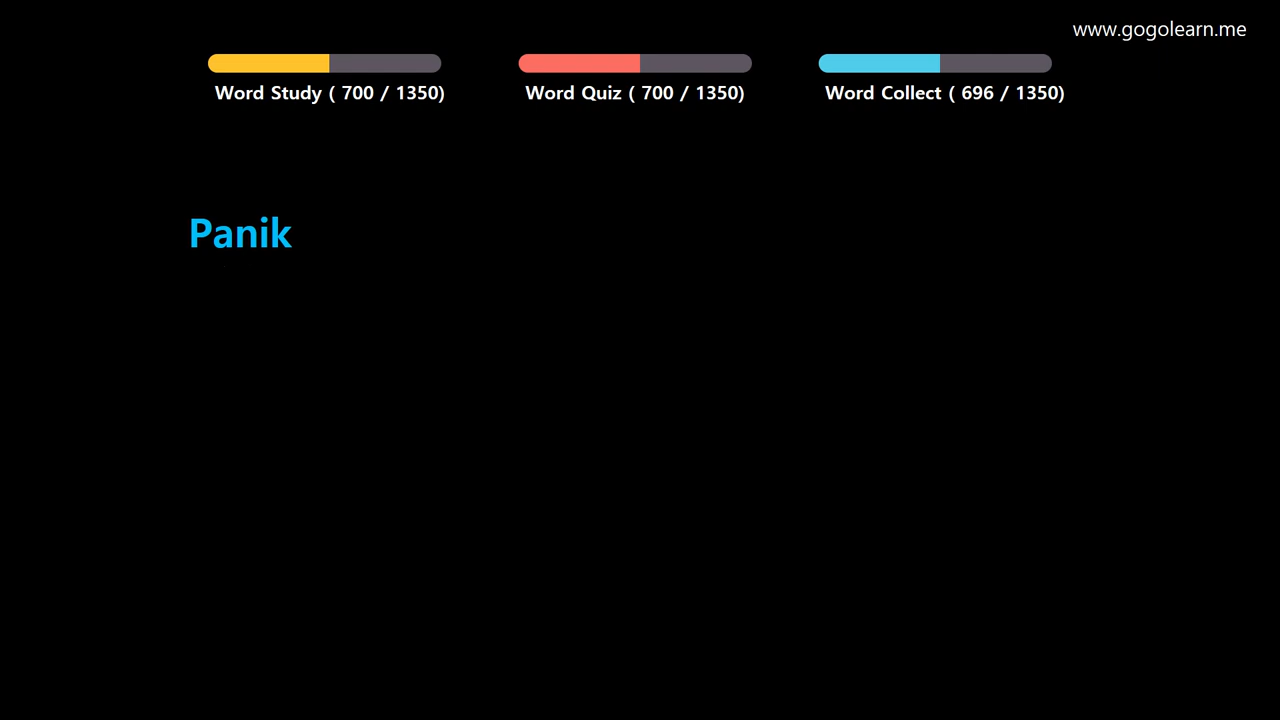 www.gogolearn.me
Word Study ( 700 / 1350)
Word Quiz ( 700 / 1350)
Word Collect ( 696 / 1350)
Panik